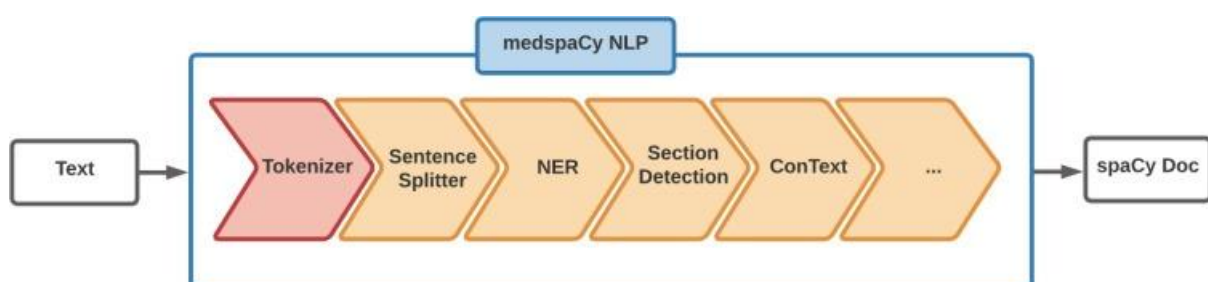 medspaCy NLP
Text
Tokenizer
Sentence
Splitter
NER
Section
Detection
ConText
...
spaCy Doc